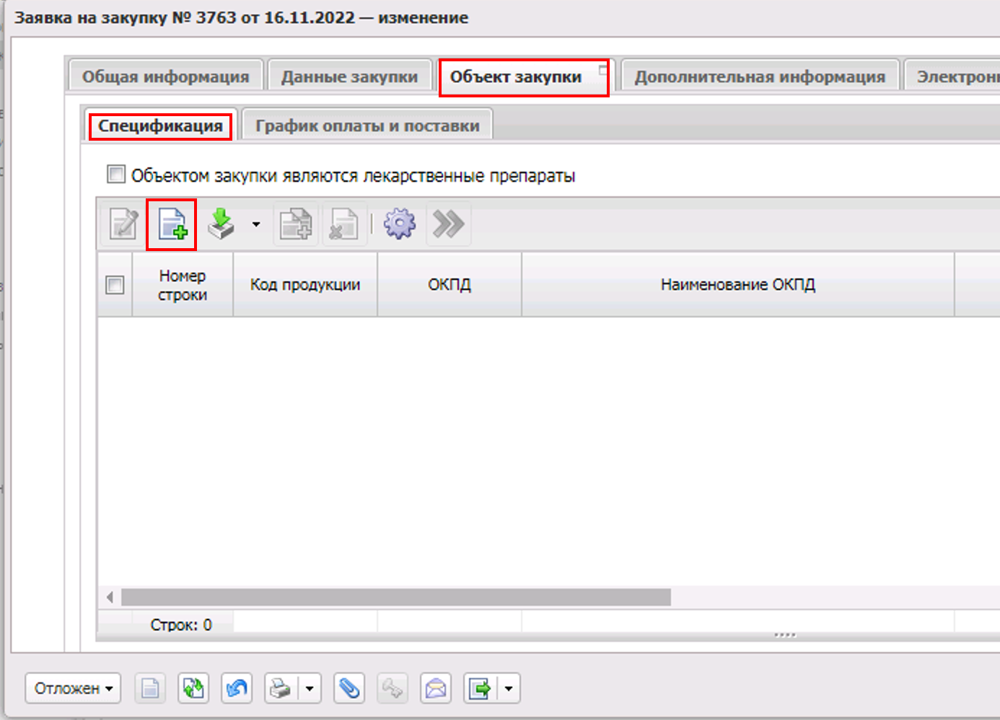 Заявка на закупку № 3763 от 16.11.2022 — изменение
Общая информация
Данные закупки
Объект закупки
Дополнительная информация
Спецификация
График оплаты и поставки
Объектом закупки являются лекарственные препараты
Номер
строки
Код продукции
ОКПД
Наименование ОКПД
Строк: 0
Отложен